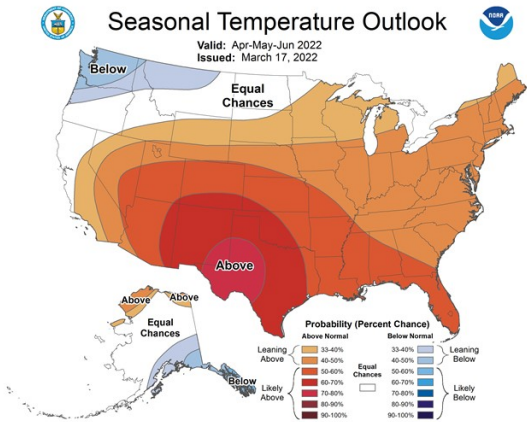 Seasonal Temperature Outlook
Valid: Apr-May-Jun 2022
Issued: March 17, 2022
NOAA
Below
Equal
Chances
Above
Above
Above
Equal
Chances
Below
Probability (Percent Chance)
Above Normal
Below Normal
Leaning
Above
33-40%
40-50%
Likely
Above
50-60%
60-70%
70-80%
80-90%
90-100%
Equal
Chances
33-40%
40-50%
Leaning
Below
50-60%
60-70%
70-80%
80-90%
90-100%
Likely
Below